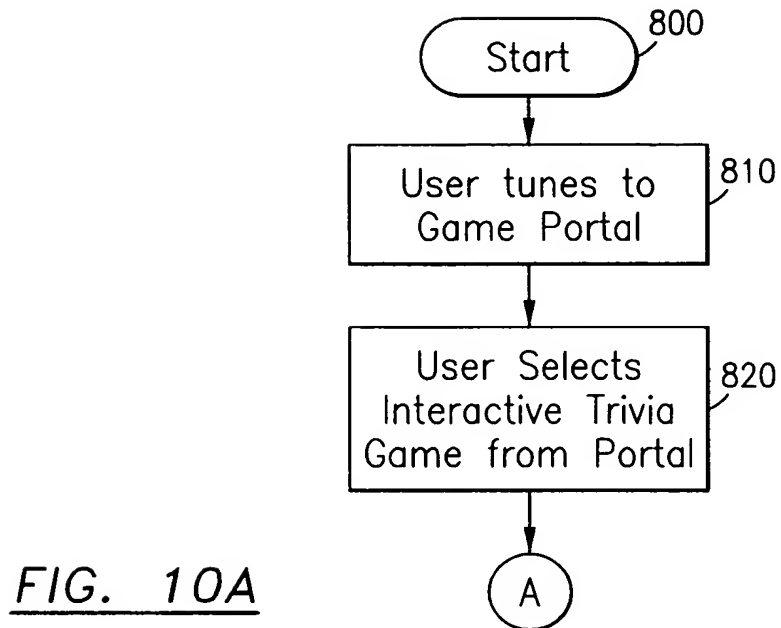 Start
800
User tunes to
Game Portal
810
User Selects
Interactive Trivia
Game from Portal
820
A
FIG. 10A